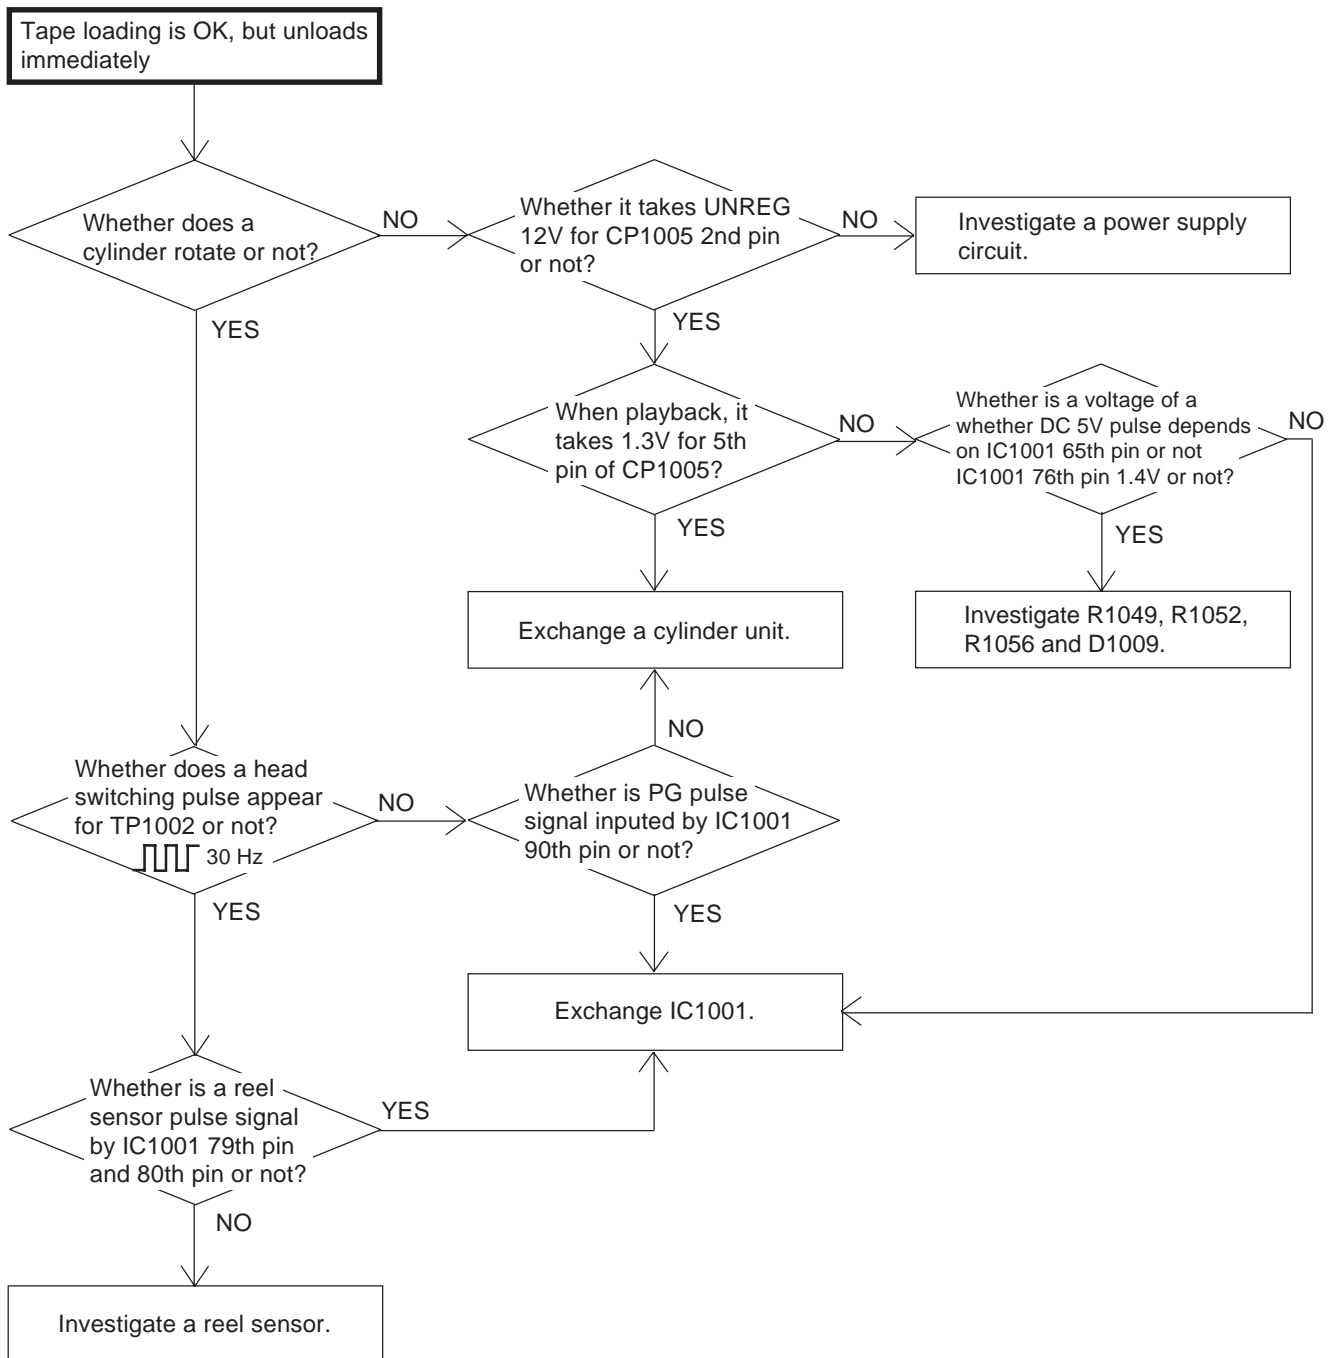 Tape loading is OK, but unloads
immediately
Whether does a
cylinder rotate or not?
NO
YES
Whether it takes UNREG
12V for CP1005 2nd pin
or not?
NO
YES
Investigate a power supply
circuit.
When playback, it
takes 1.3V for 5th
pin of CP1005?
NO
YES
Whether is a voltage of a
whether DC 5V pulse depends
on IC1001 65th pin or not
IC1001 76th pin 1.4V or not?
NO
YES
Exchange a cylinder unit.
Investigate R1049, R1052,
R1056 and D1009.
NO
Whether does a head
switching pulse appear
for TP1002 or not?
30 Hz
NO
YES
Whether is PG pulse
signal inputed by IC1001
90th pin or not?
YES
Exchange IC1001.
Whether is a reel
sensor pulse signal
by IC1001 79th pin
and 80th pin or not?
YES
NO
Investigate a reel sensor.